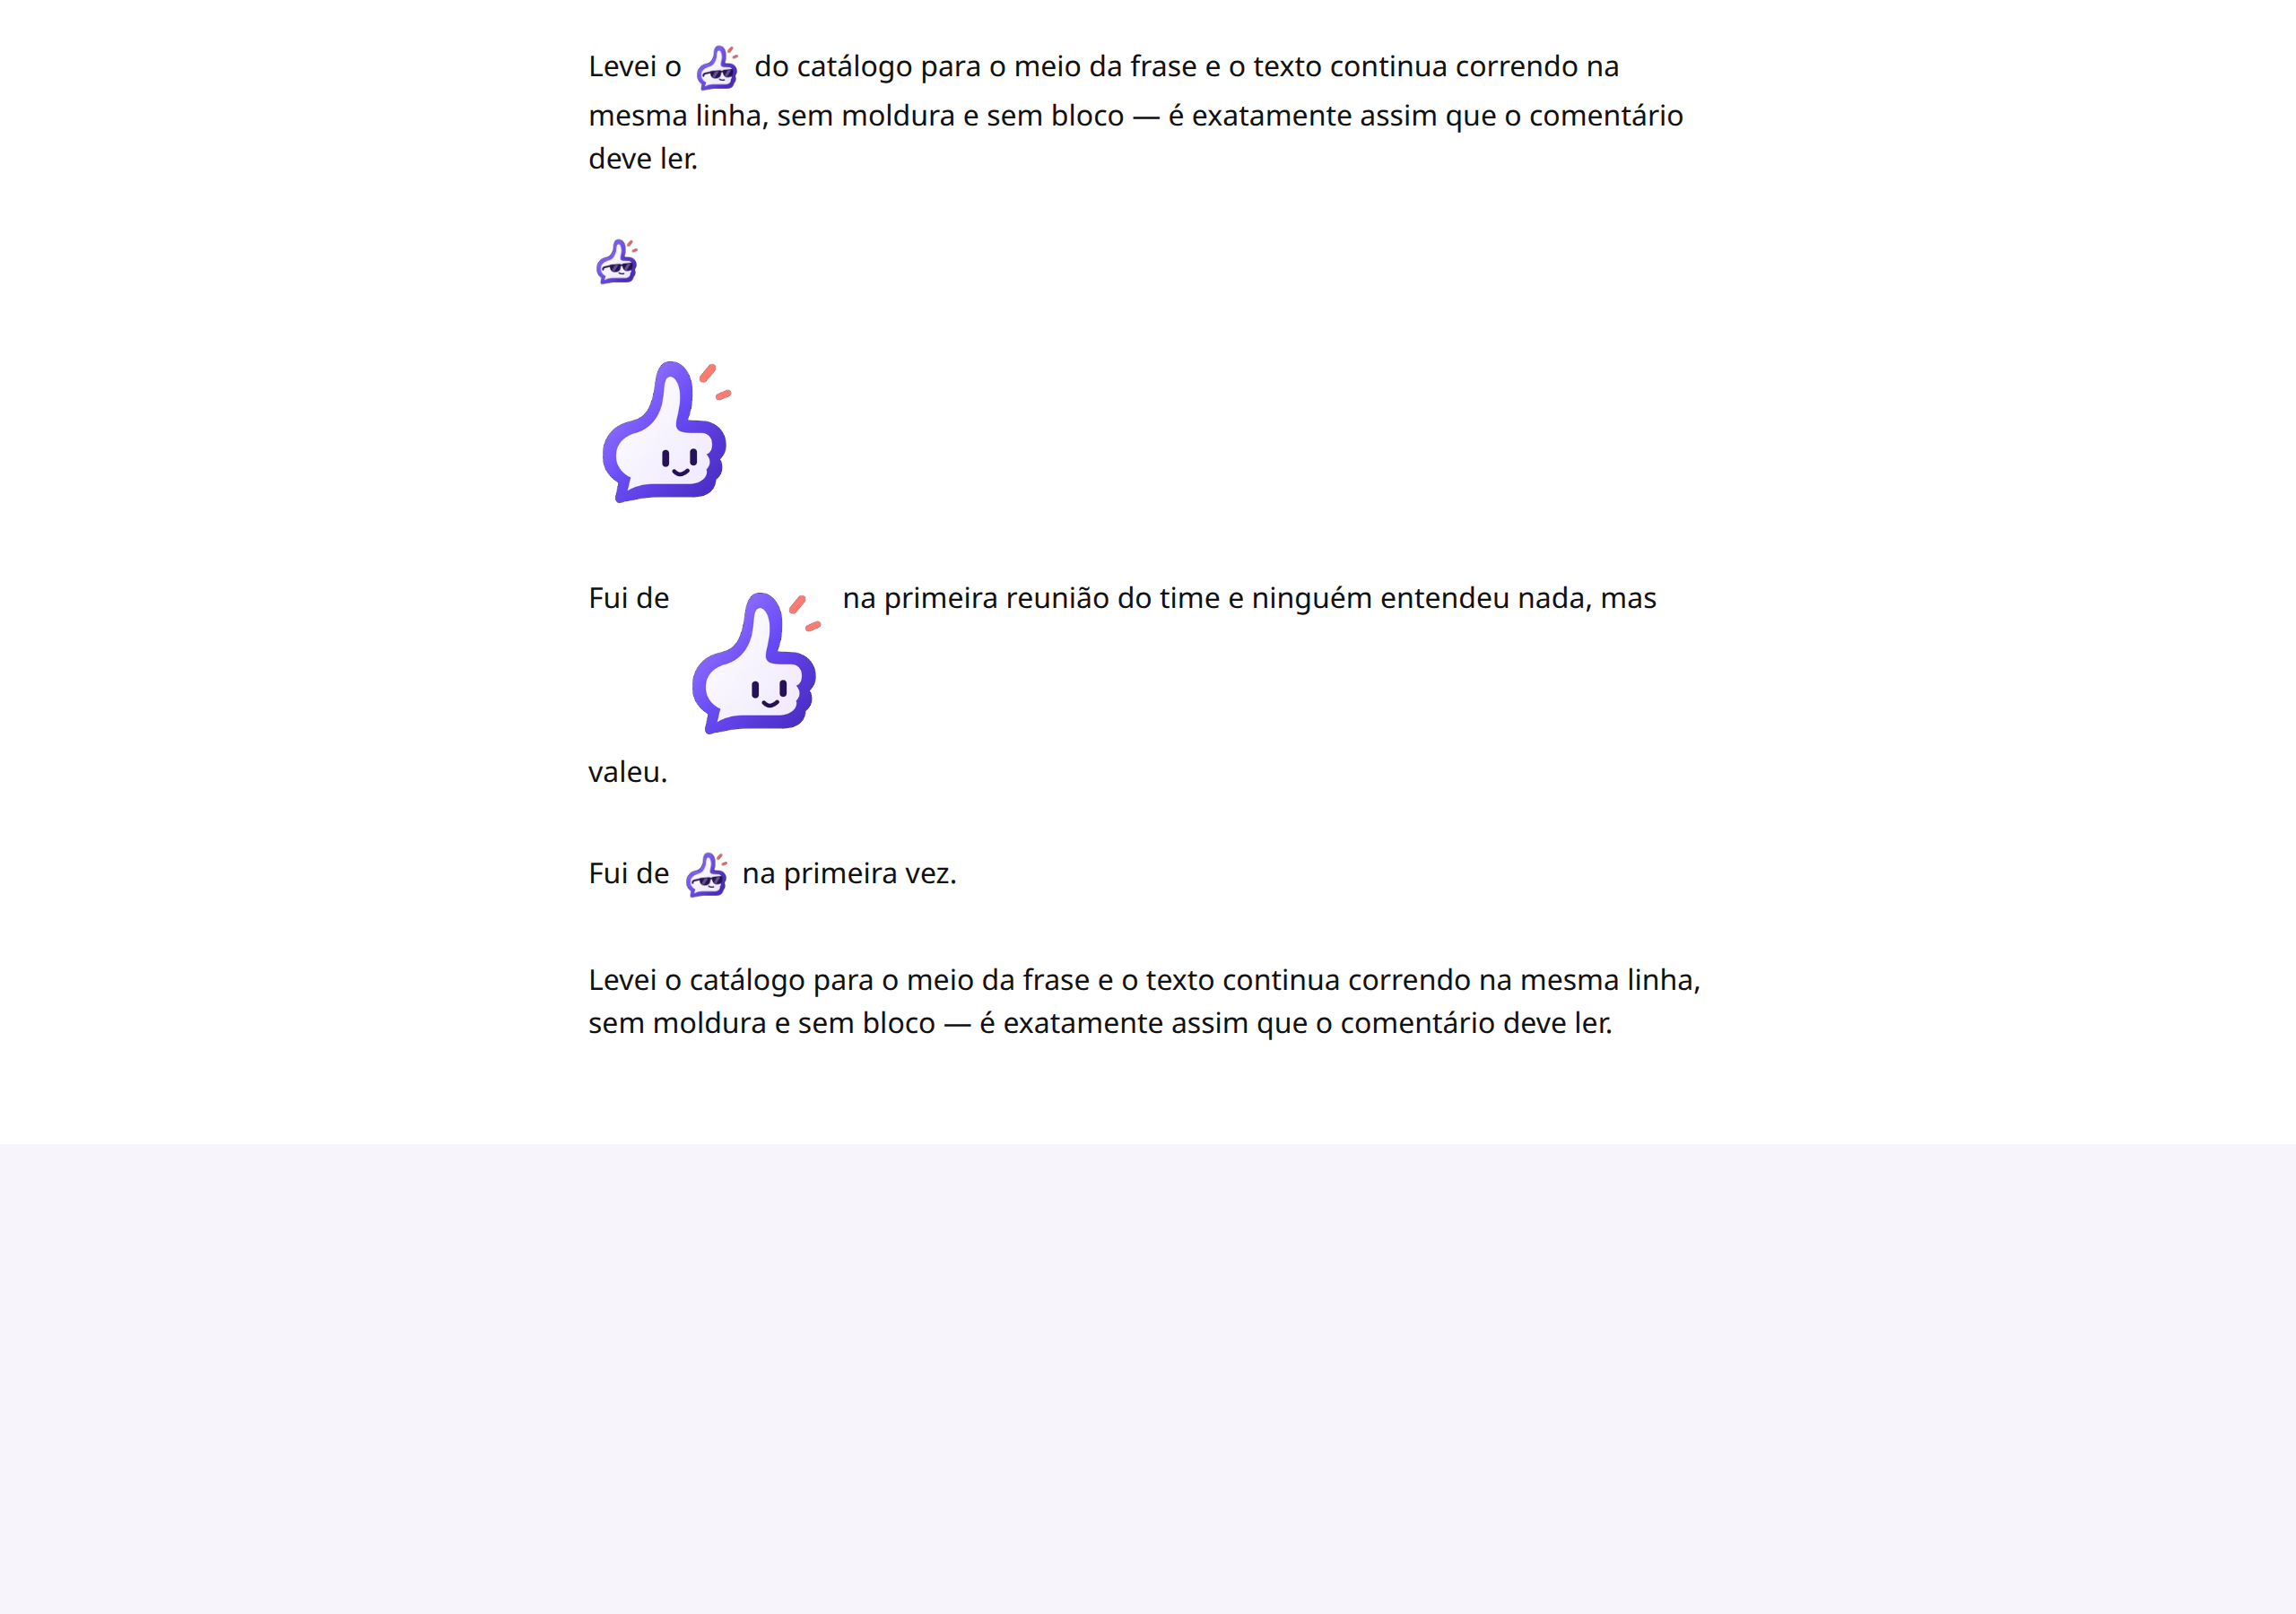 Levei o do catálogo para o meio da frase e o texto continua correndo na
mesma linha, sem moldura e sem bloco — é exatamente assim que o comentário
deve ler.
Fui de na primeira reunião do time e ninguém entendeu nada, mas
valeu.
Fui de na primeira vez.
Levei o catálogo para o meio da frase e o texto continua correndo na mesma linha,
sem moldura e sem bloco — é exatamente assim que o comentário deve ler.